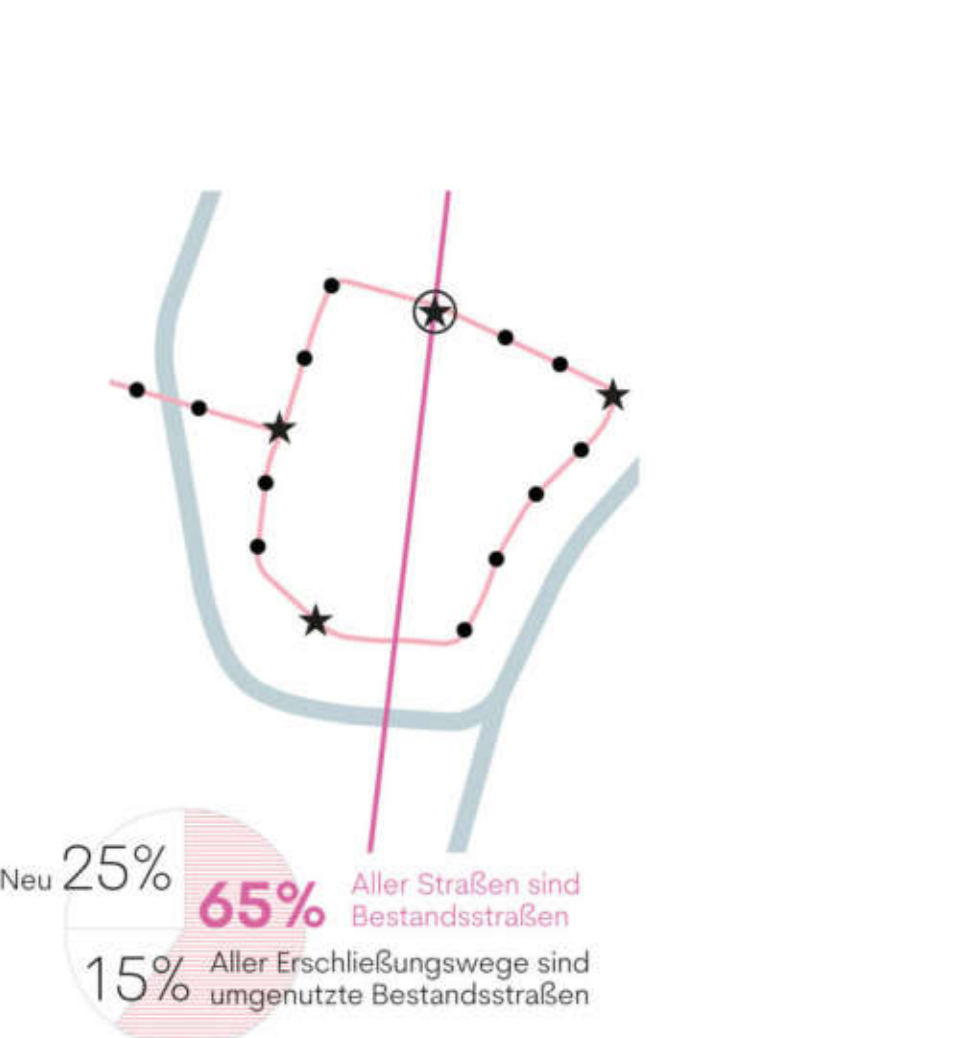 Neu 25%
65% Aller Straßen sind
Bestandsstraßen
15% Aller Erschließungswege sind
umgenutzte Bestandsstraßen